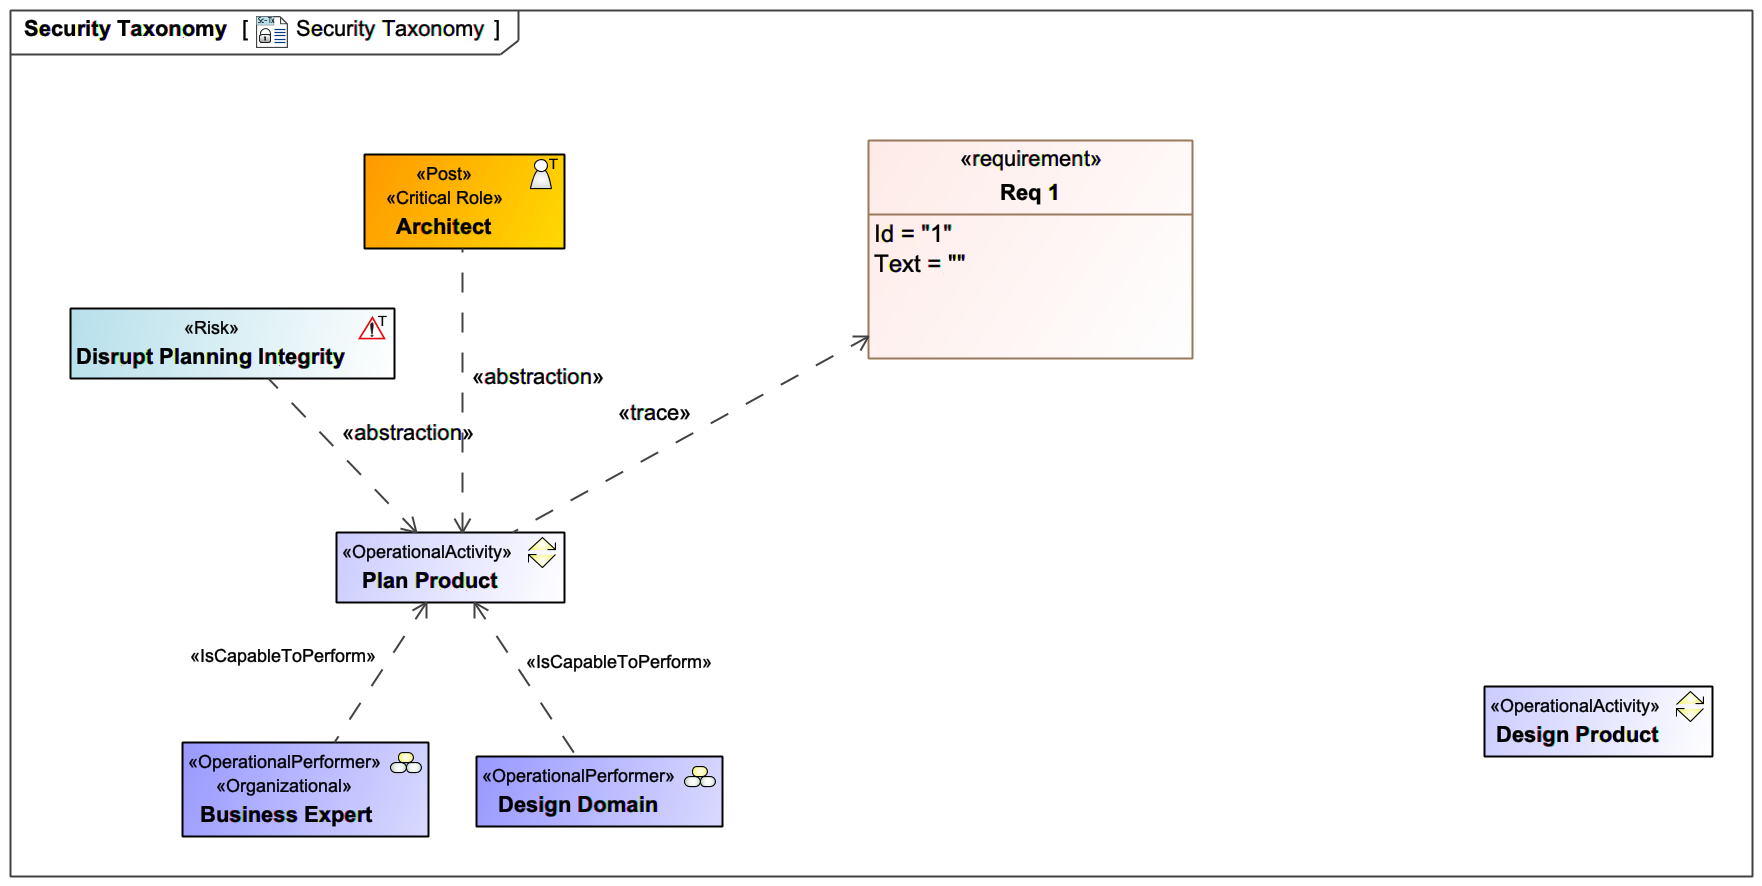 Security Taxonomy [ Security Taxonomy ]
«Post»
«Critical Role»
Architect
«requirement»
Req 1
Id = "1"
Text = ""
«Risk»
Disrupt Planning Integrity
«abstraction»
«trace»
«abstraction»
«OperationalActivity»
Plan Product
«IsCapableToPerform»
«IsCapableToPerform»
«OperationalActivity»
Design Product
«OperationalPerformer»
«Organizational»
Business Expert
«OperationalPerformer»
Design Domain